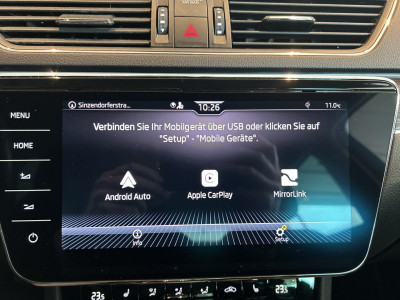 MENU
HOME
Sinzendorferstra...
10:26
11.0°C
Verbinden Sie Ihr Mobilgerät über USB oder klicken Sie auf
"Setup" - "Mobile Geräte".
Android Auto
Apple CarPlay
MirrorLink
Info
Setup
23.5
23.5